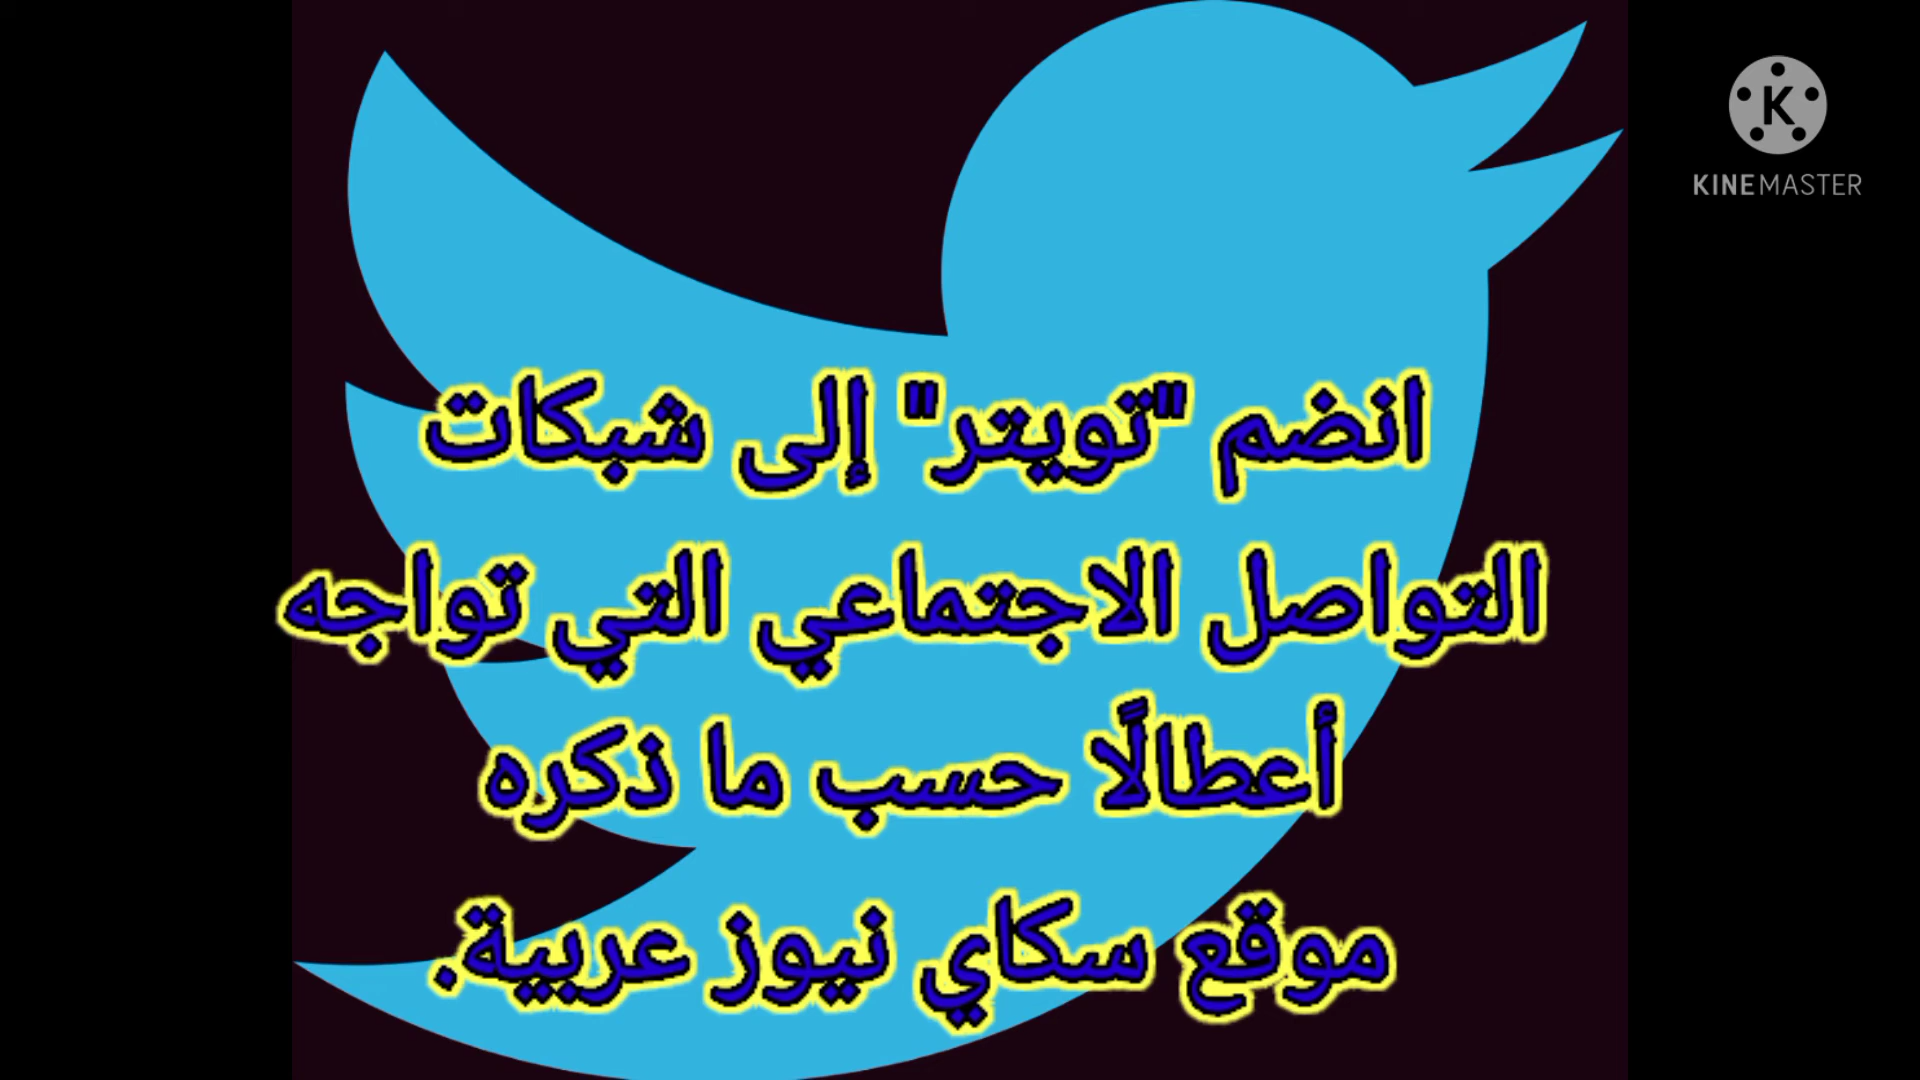 انضم "تويتر" إلى شبكات
التواصل الاجتماعي التي تواجه
أعطالًا حسب ما ذكره
موقع سكاي نيوز عربية.
K
KINEMASTER